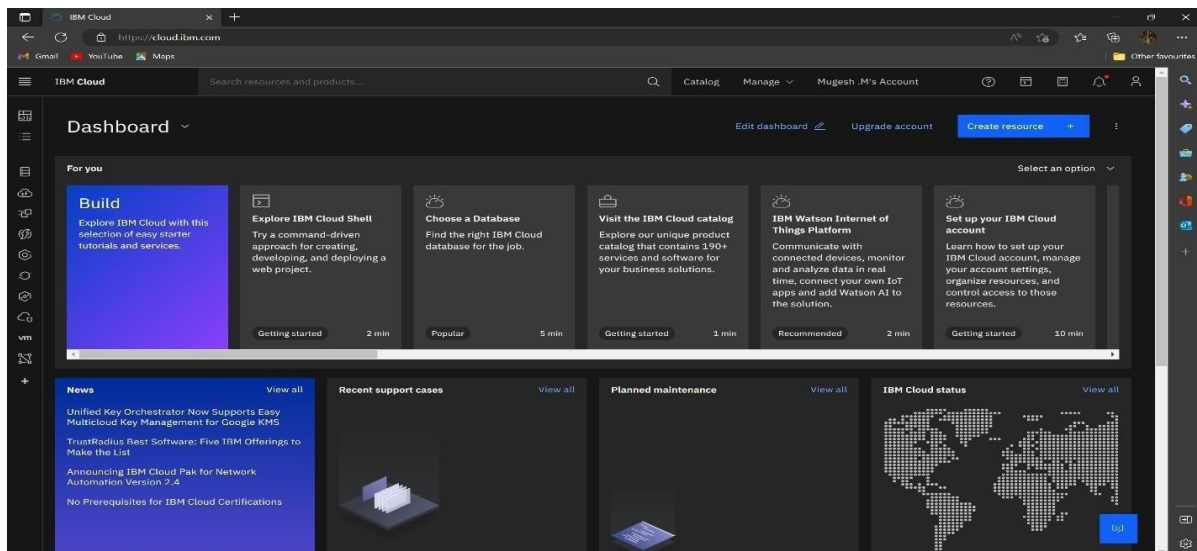 IBM Cloud
https://cloud.ibm.com
Gmail YouTube Maps Other favourites
IBM Cloud Search resources and products... Catalog Manage Mugesh .M's Account
Dashboard Edit dashboard Upgrade account Create resource +
For you Select an option
Build
Explore IBM Cloud with this
selection of easy starter
tutorials and services.
Explore IBM Cloud Shell
Try a command-driven
approach for creating,
developing, and deploying a
web project.
Getting started 2 min
Choose a Database
Find the right IBM Cloud
database for the job.
Popular 5 min
Visit the IBM Cloud catalog
Explore our unique product
catalog that contains 190+
services and software for
your business solutions.
Getting started 1 min
IBM Watson Internet of
Things Platform
Communicate with
connected devices, monitor
and analyze data in real
time, connect your own IoT
apps and add Watson AI to
the solution.
Recommended 2 min
Set up your IBM Cloud
account
Learn how to set up your
IBM Cloud account, manage
your account settings,
organize resources, and
control access to those
resources.
Getting started 10 min
vm
News View all
Unified Key Orchestrator Now Supports Easy
Multicloud Key Management for Google KMS
TrustRadius Best Software: Five IBM Offerings to
Make the List
Announcing IBM Cloud Pak for Network
Automation Version 2.4
No Prerequisites for IBM Cloud Certifications
Recent support cases View all
Planned maintenance View all
IBM Cloud status View all